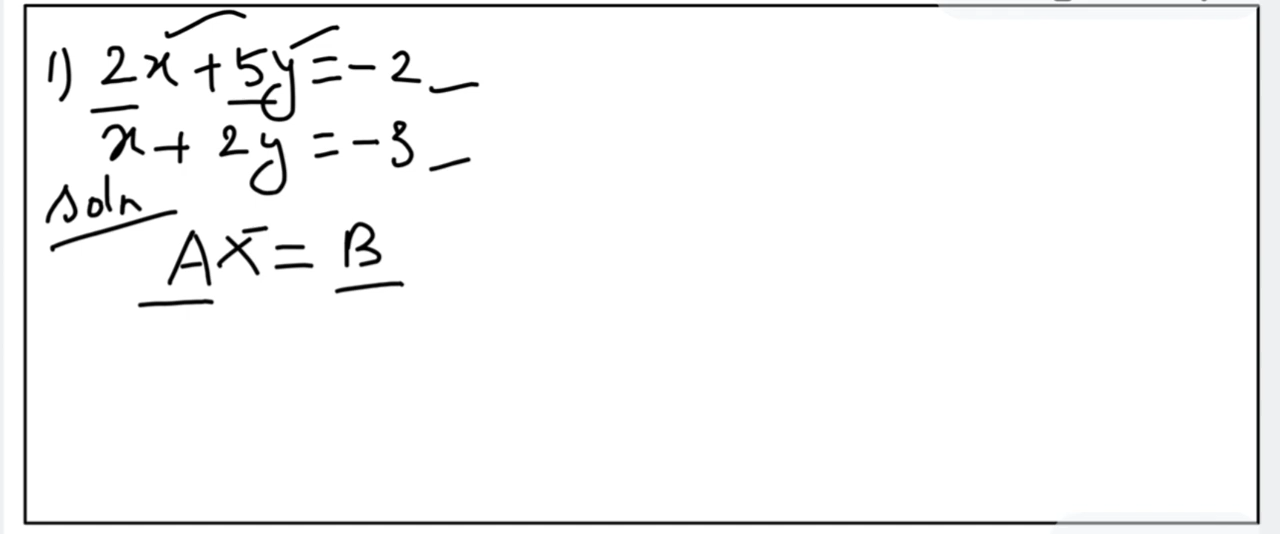 1) 2x + 5y = - 2
x + 2y = - 3
soln
AX = B